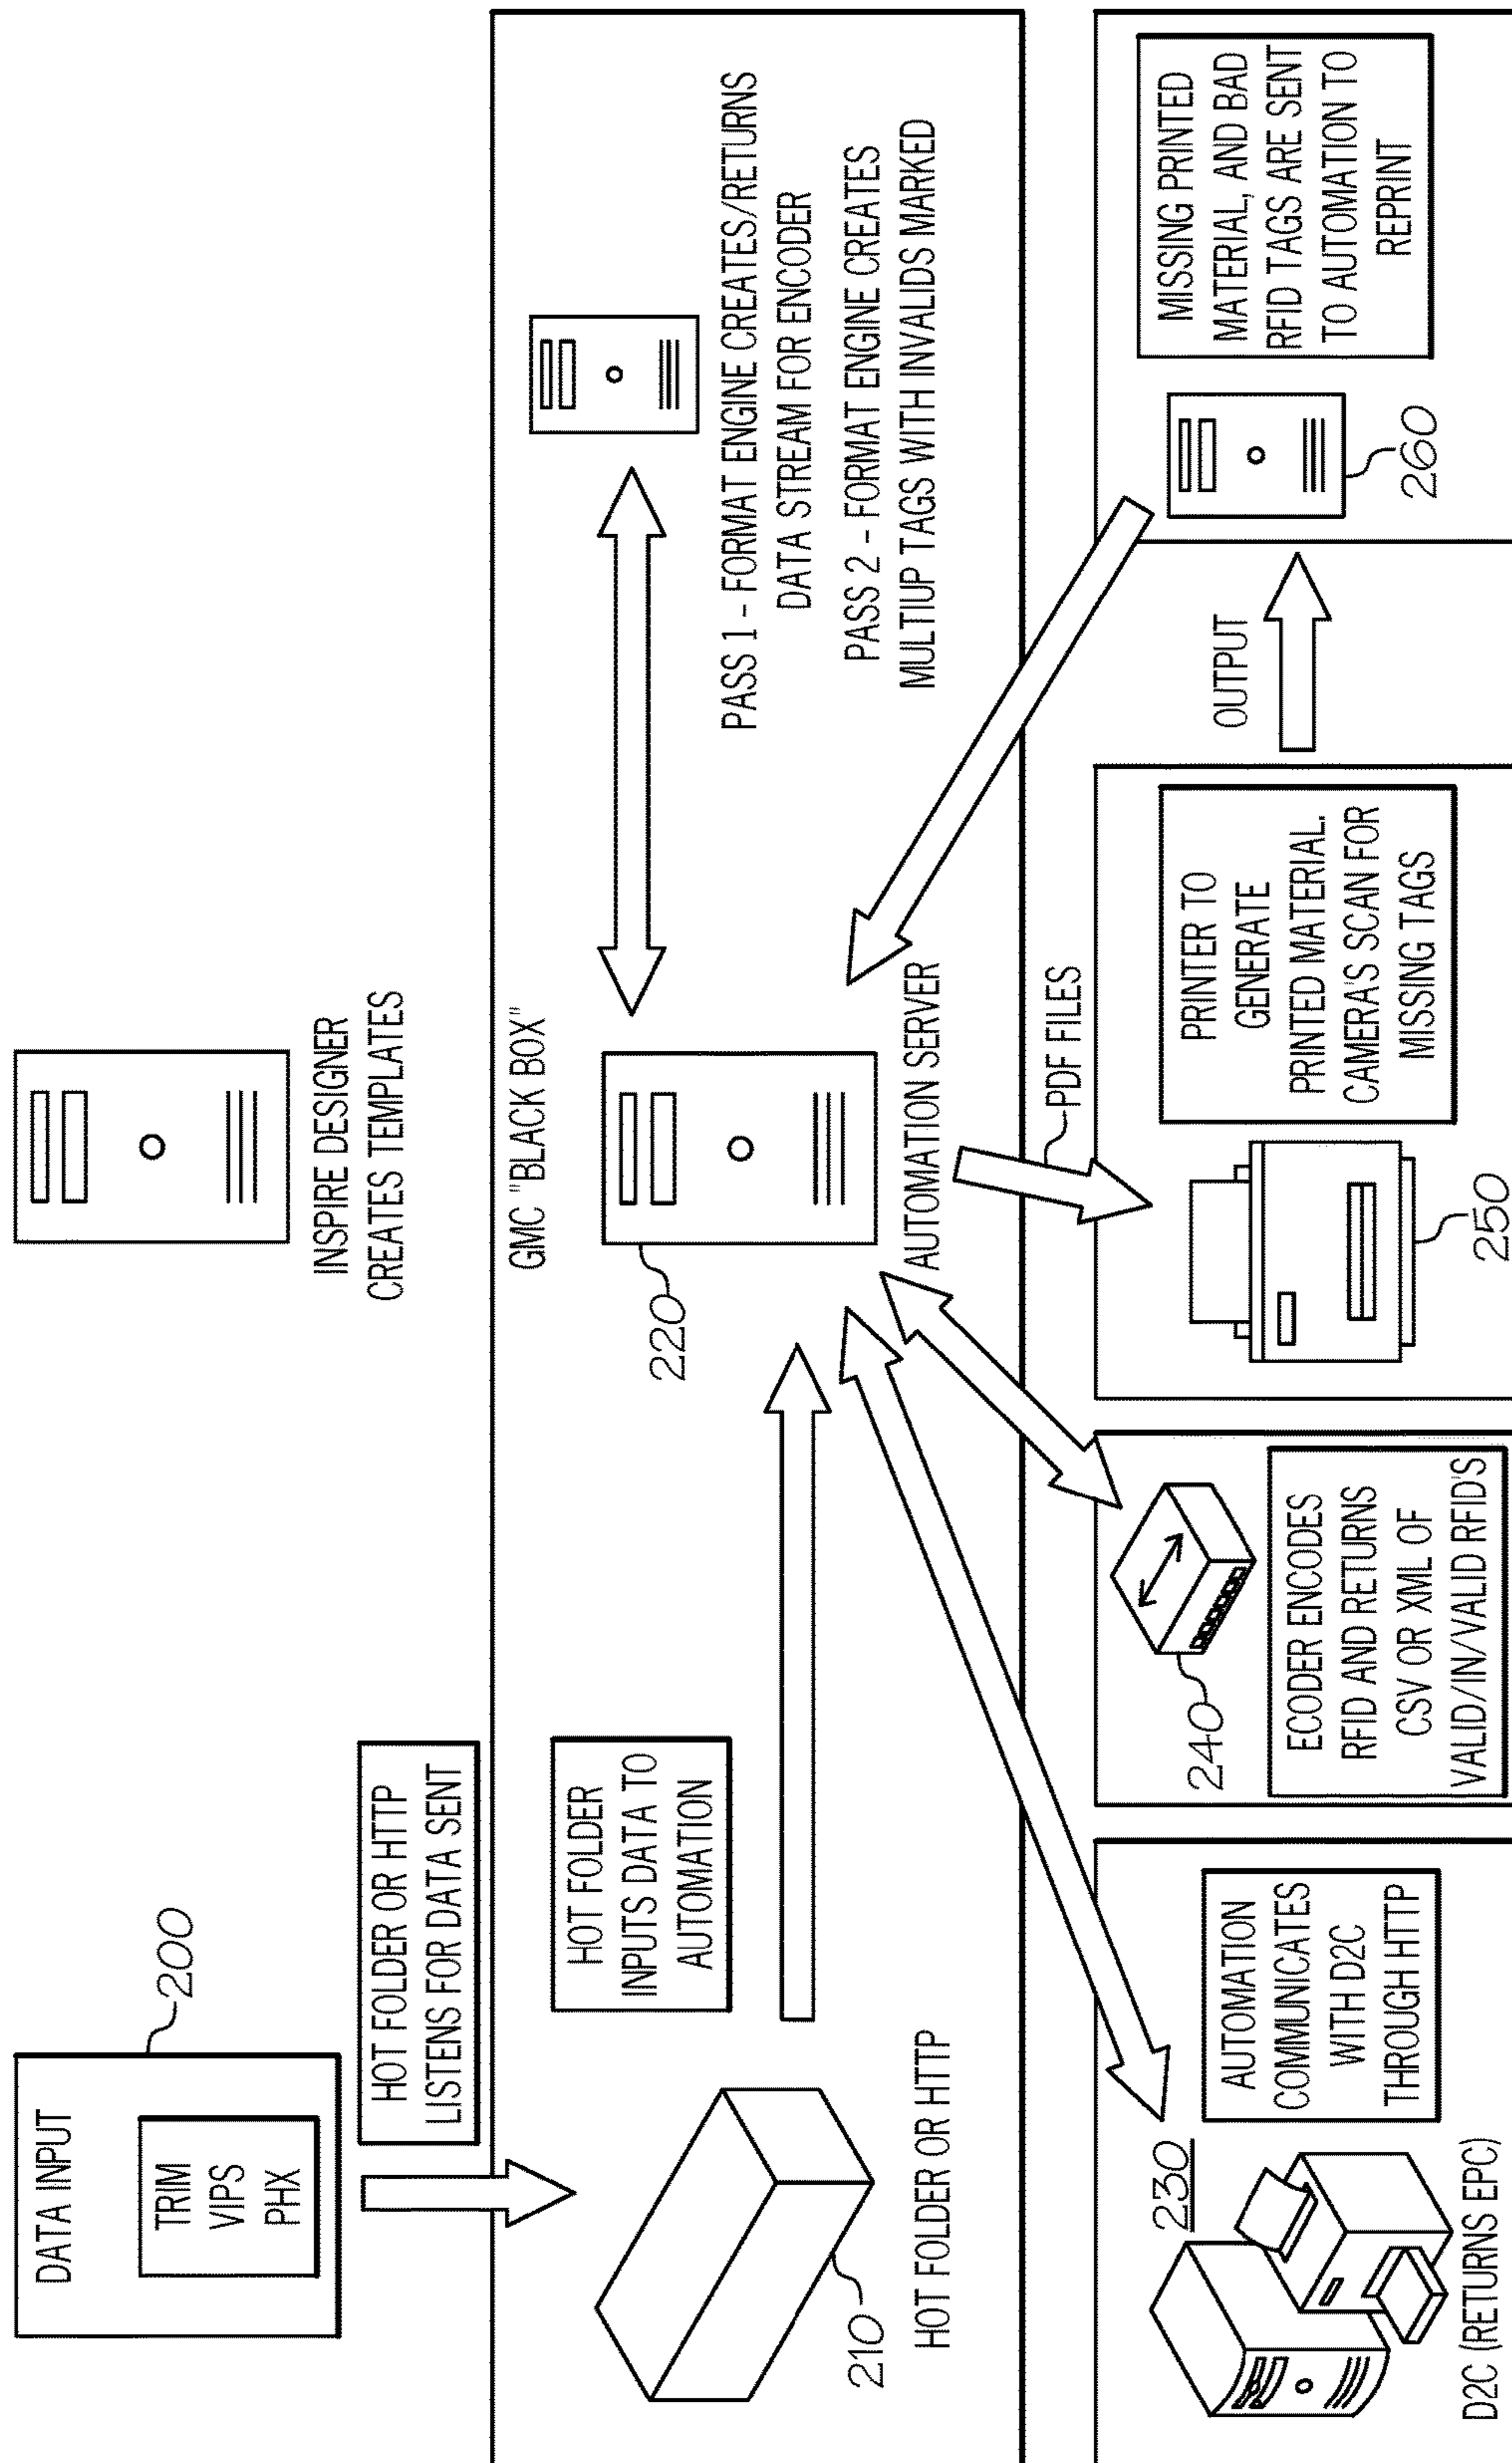 DATA INPUT
TRIM
VIPS
PHX
200
INSPIRE DESIGNER
CREATES TEMPLATES
HOT FOLDER OR HTTP
LISTENS FOR DATA SENT
GMC "BLACK BOX"
HOT FOLDER
INPUTS DATA TO
AUTOMATION
210
HOT FOLDER OR HTTP
220
AUTOMATION SERVER
PASS 1 - FORMAT ENGINE CREATES/RETURNS
DATA STREAM FOR ENCODER
PASS 2 - FORMAT ENGINE CREATES
MULTIUP TAGS WITH INVALIDS MARKED
PDF FILES
230
AUTOMATION
COMMUNICATES
WITH D2C
THROUGH HTTP
D2C (RETURNS EPC)
240
ECODER ENCODES
RFID AND RETURNS
CSV OR XML OF
VALID/IN/VALID RFID'S
PRINTER TO
GENERATE
PRINTED MATERIAL.
CAMERA'S SCAN FOR
MISSING TAGS
250
OUTPUT
MISSING PRINTED
MATERIAL, AND BAD
RFID TAGS ARE SENT
TO AUTOMATION TO
REPRINT
260